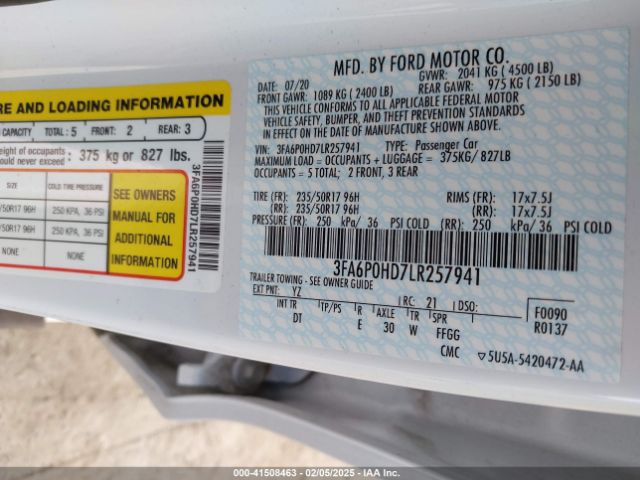 RE AND LOADING INFORMATION
CAPACITY TOTAL: 5 FRONT: 2 REAR: 3
eight of occupants
ould never exceed 375 kg or 827 lbs.
SIZE COLD TIRE PRESSURE
/50R17 96H 250 KPA, 36 PSI
/50R17 96H 250 KPA, 36 PSI
NONE NONE
SEE OWNERS
MANUAL FOR
ADDITIONAL
INFORMATION
3FA6P0HD7LR257941
MFD. BY FORD MOTOR CO.
DATE: 07/20 GVWR: 2041 KG (4500 LB)
FRONT GAWR: 1089 KG (2400 LB) REAR GAWR: 975 KG (2150 LB)
THIS VEHICLE CONFORMS TO ALL APPLICABLE FEDERAL MOTOR
VEHICLE SAFETY, BUMPER, AND THEFT PREVENTION STANDARDS
IN EFFECT ON THE DATE OF MANUFACTURE SHOWN ABOVE.
VIN: 3FA6P0HD7LR257941 TYPE: Passenger Car
MAXIMUM LOAD = OCCUPANTS + LUGGAGE = 375KG/827LB
OCCUPANTS = 5 TOTAL; 2 FRONT, 3 REAR
TIRE (FR): 235/50R17 96H RIMS (FR): 17x7.5J
(RR): 235/50R17 96H (RR): 17x7.5J
PRESSURE (FR): 250 kPa/ 36 PSI COLD (RR): 250 kPa/36 PSI COLD
3FA6P0HD7LR257941
TRAILER TOWING - SEE OWNER GUIDE
EXT PNT: YZ RC: 21 DSO: F0090
INT TR TP/PS R AXLE TR SPR R0137
DT E 30 W FFGG
CMC 5USA-5420472-AA
000-41508463 - 02/05/2025 - IAA Inc. (C)